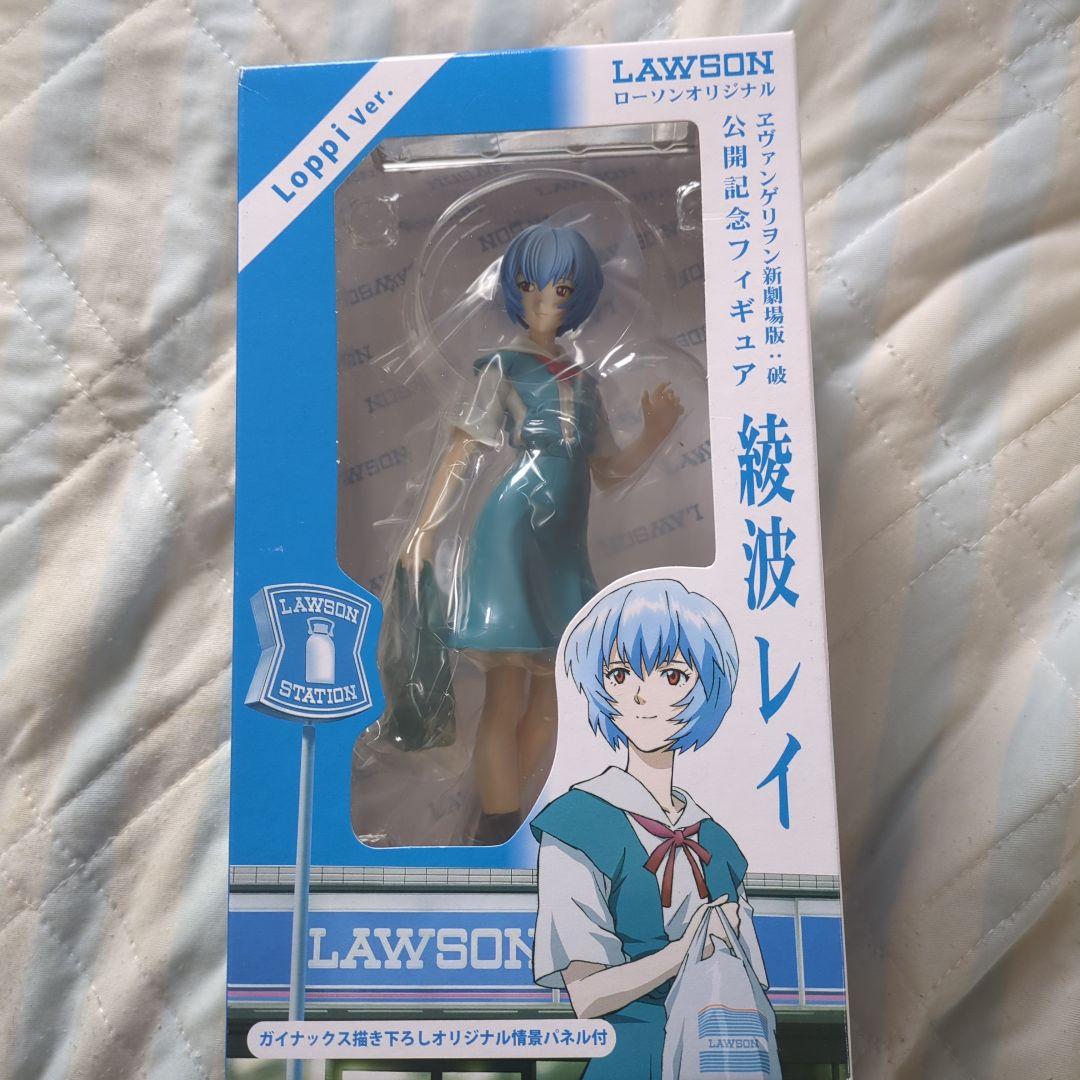 Loppi Ver.
LAWSON
ローソンオリジナル
ヱヴァンゲリヲン新劇場版：破
公開記念フィギュア
綾波レイ
LAWSON
STATION
LAWSON
LAWSON
ガイナックス描き下ろしオリジナル情景パネル付